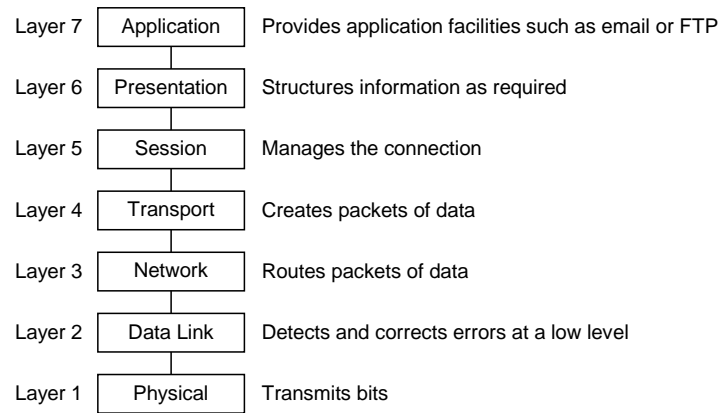 Layer 7 Application Provides application facilities such as email or FTP
Layer 6 Presentation Structures information as required
Layer 5 Session Manages the connection
Layer 4 Transport Creates packets of data
Layer 3 Network Routes packets of data
Layer 2 Data Link Detects and corrects errors at a low level
Layer 1 Physical Transmits bits